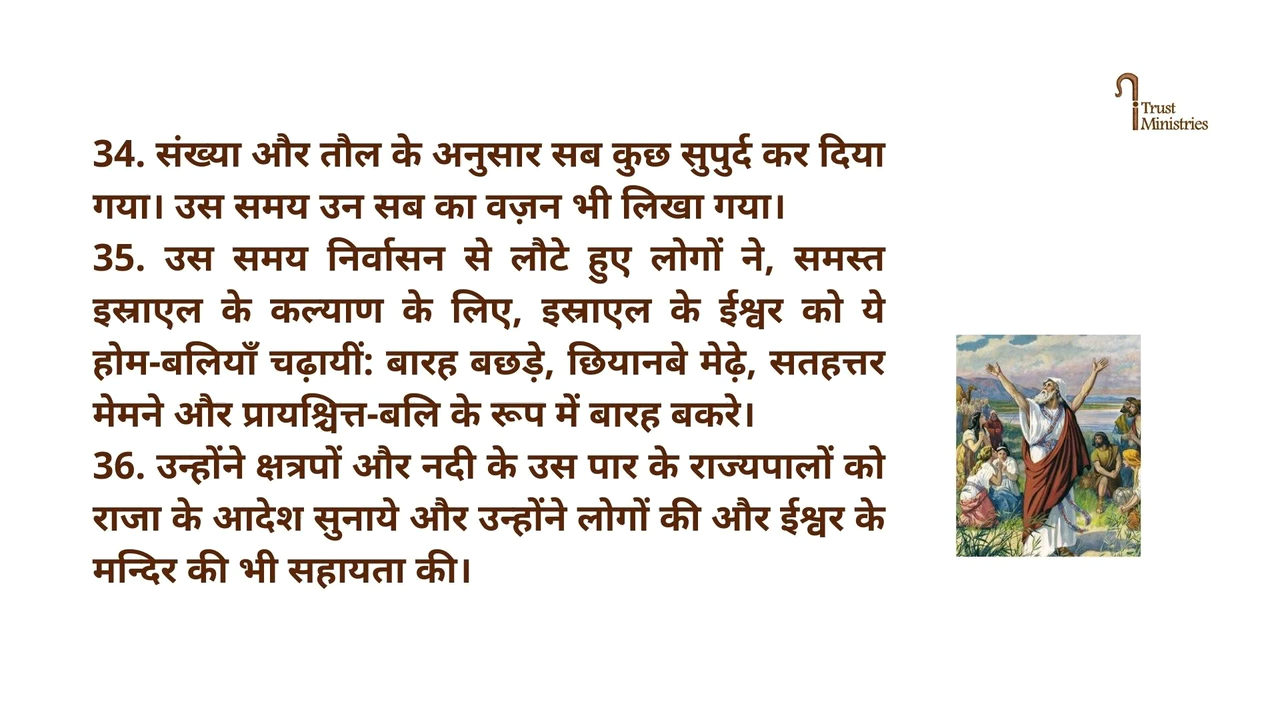 Trust
Ministries
34. संख्या और तौल के अनुसार सब कुछ सुपुर्द कर दिया
गया। उस समय उन सब का वज़न भी लिखा गया।
35. उस समय निर्वासन से लौटे हुए लोगों ने, समस्त
इस्राएल के कल्याण के लिए, इस्राएल के ईश्वर को ये
होम-बलियाँ चढ़ायीं: बारह बछड़े, छियानबे मेढ़े, सतहत्तर
मेमने और प्रायश्चित्त-बलि के रूप में बारह बकरे।
36. उन्होंने क्षत्रपों और नदी के उस पार के राज्यपालों को
राजा के आदेश सुनाये और उन्होंने लोगों की और ईश्वर के
मन्दिर की भी सहायता की।